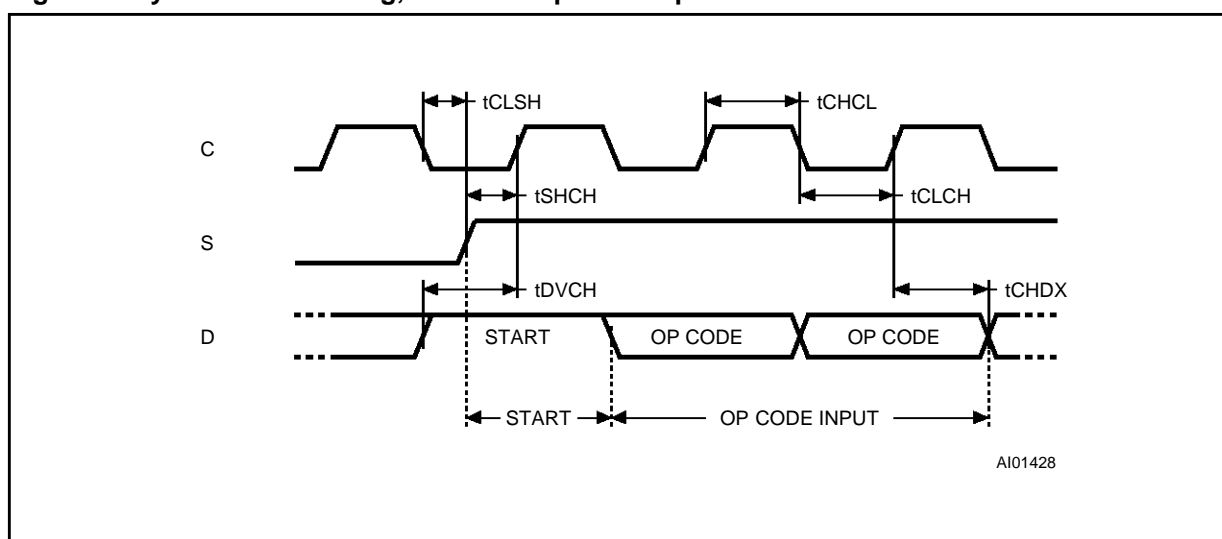 tCLSH
tCHCL
C
tSHCH
tCLCH
S
tDVCH
tCHDX
D
START
OP CODE
OP CODE
START
OP CODE INPUT
AI01428